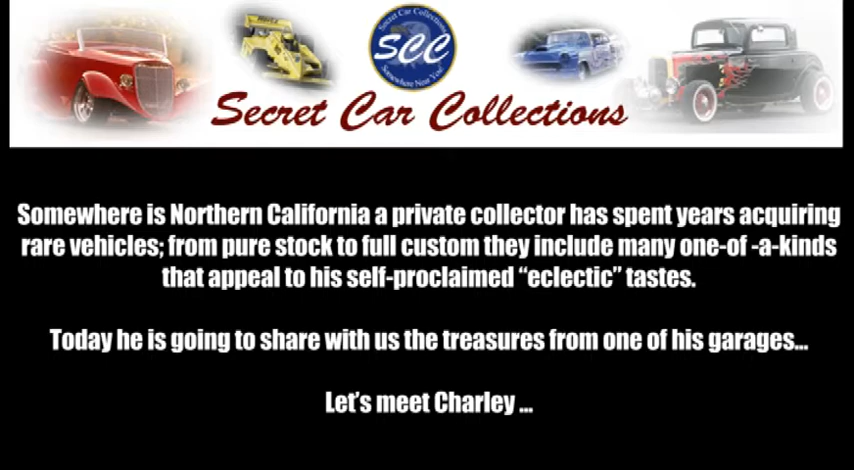 Secret Car Collections
SCC
Somewhere Near You
Secret Car Collections
Somewhere is Northern California a private collector has spent years acquiring
rare vehicles; from pure stock to full custom they include many one-of -a-kinds
that appeal to his self-proclaimed “eclectic” tastes.
Today he is going to share with us the treasures from one of his garages...
Let’s meet Charley ...